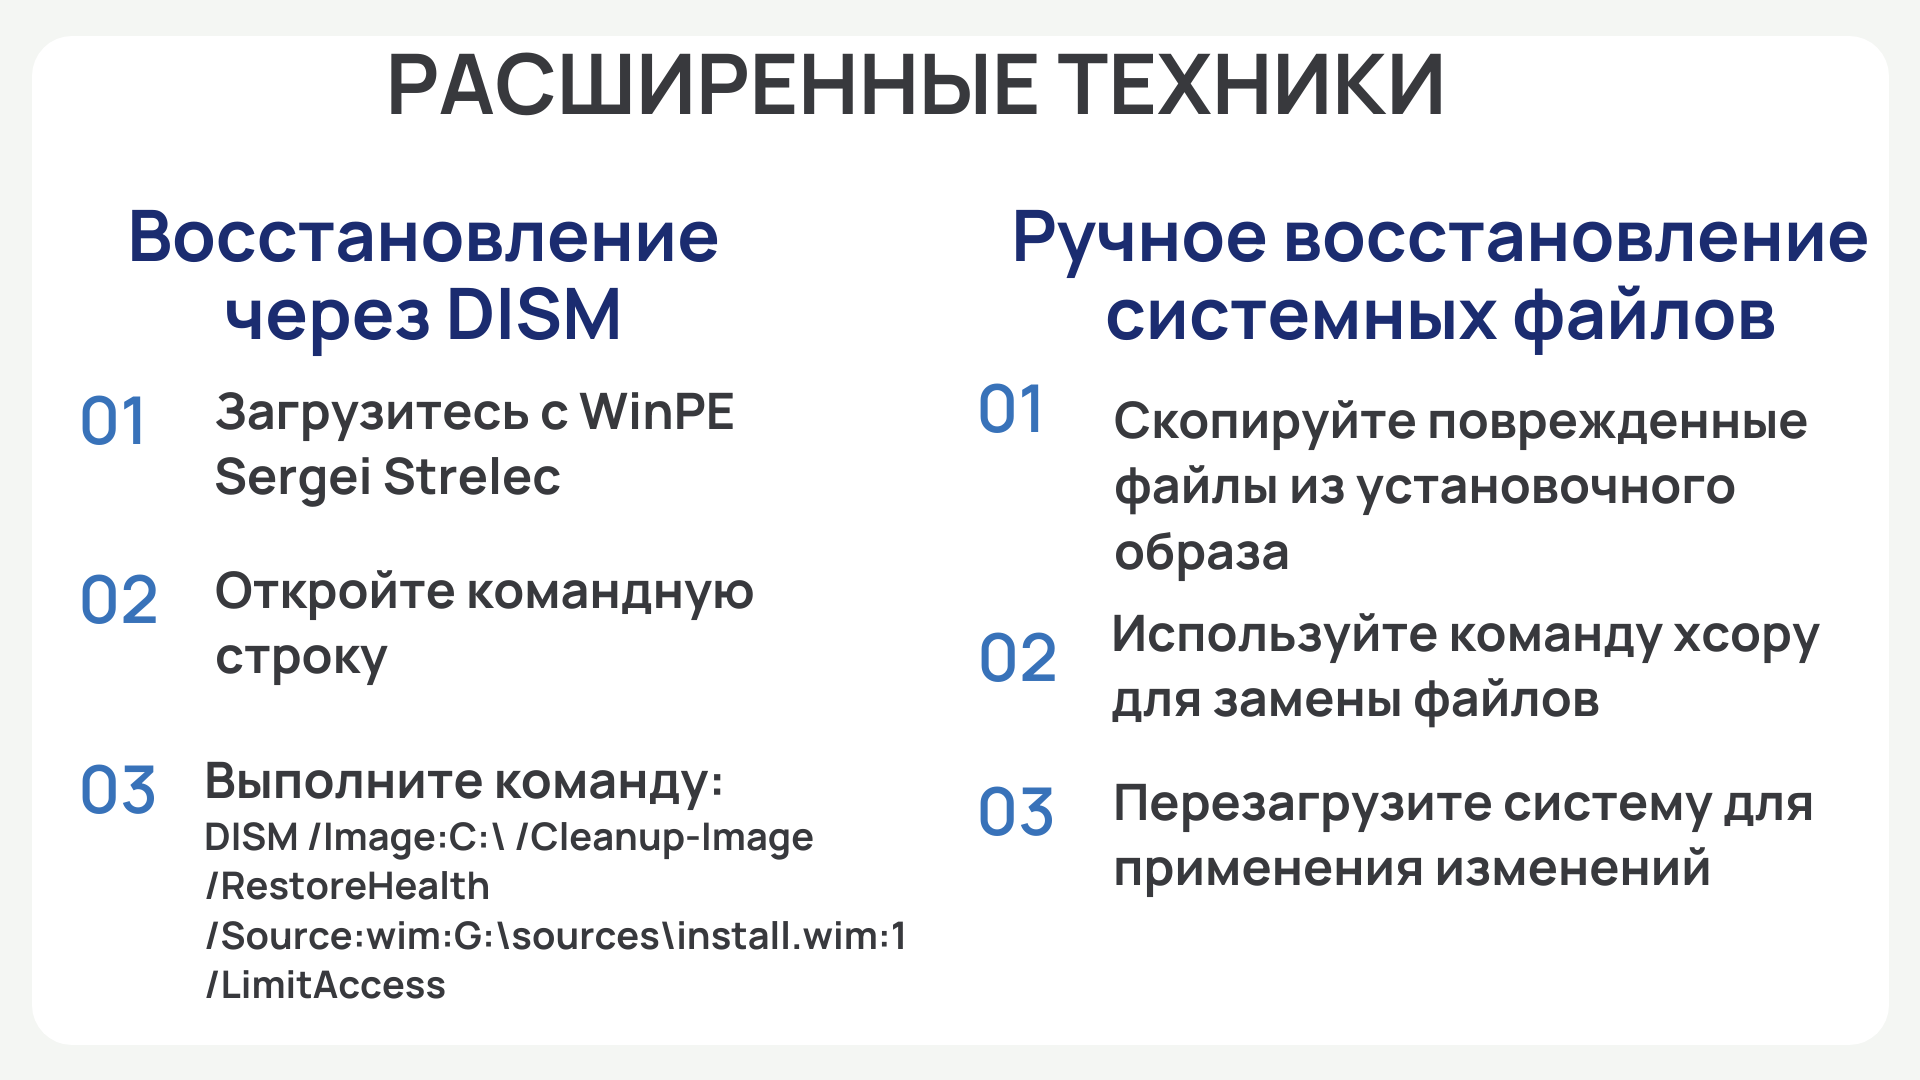 РАСШИРЕННЫЕ ТЕХНИКИ
Восстановление
через DISM
01
Загрузитесь с WinPE
Sergei Strelec
02
Откройте командную
строку
03
Выполните команду:
DISM /Image:C:\ /Cleanup-Image
/RestoreHealth
/Source:wim:G:\sources\install.wim:1
/LimitAccess
Ручное восстановление
системных файлов
01
Скопируйте поврежденные
файлы из установочного
образа
02
Используйте команду xcopy
для замены файлов
03
Перезагрузите систему для
применения изменений